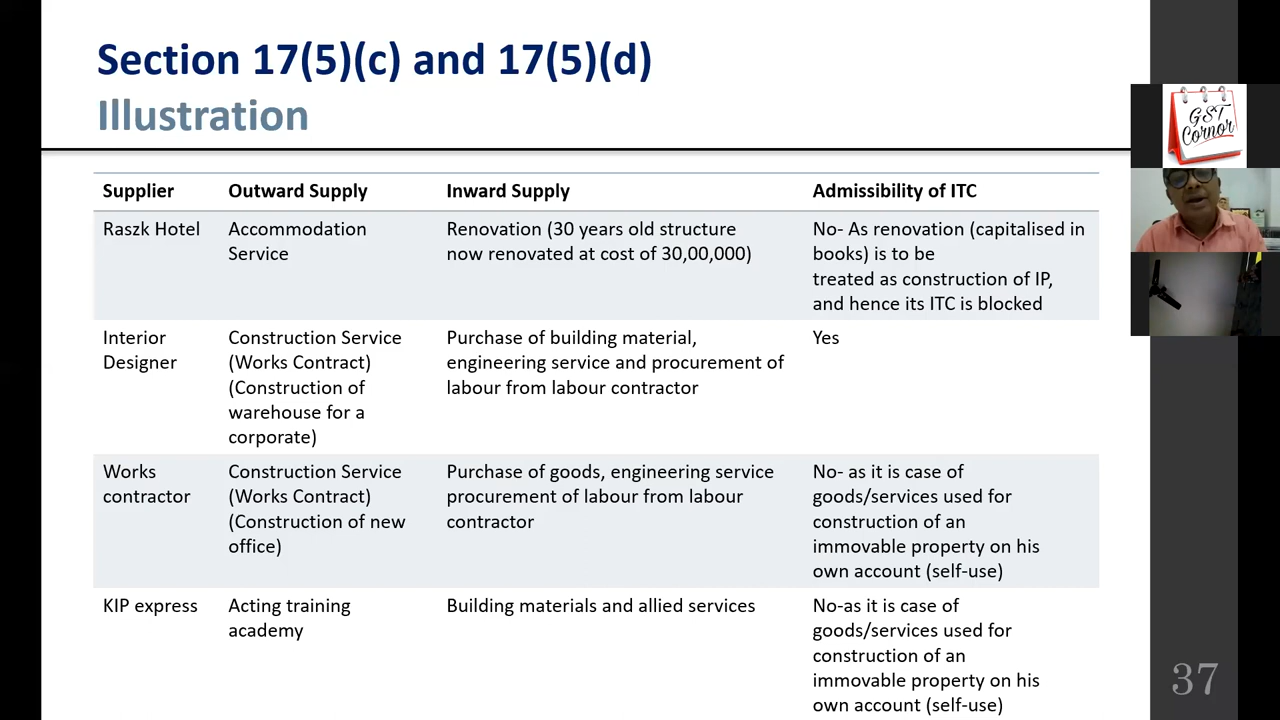 Section 17(5)(c) and 17(5)(d)
Illustration
GST
Cornor
Supplier Outward Supply Inward Supply Admissibility of ITC
Raszk Hotel
Accommodation
Service
Renovation (30 years old structure
now renovated at cost of 30,00,000)
No- As renovation (capitalised in
books) is to be
treated as construction of IP,
and hence its ITC is blocked
Interior
Designer
Construction Service
(Works Contract)
(Construction of
warehouse for a
corporate)
Purchase of building material,
engineering service and procurement of
labour from labour contractor
Yes
Works
contractor
Construction Service
(Works Contract)
(Construction of new
office)
Purchase of goods, engineering service
procurement of labour from labour
contractor
No- as it is case of
goods/services used for
construction of an
immovable property on his
own account (self-use)
KIP express
Acting training
academy
Building materials and allied services
No-as it is case of
goods/services used for
construction of an
immovable property on his
own account (self-use)
37